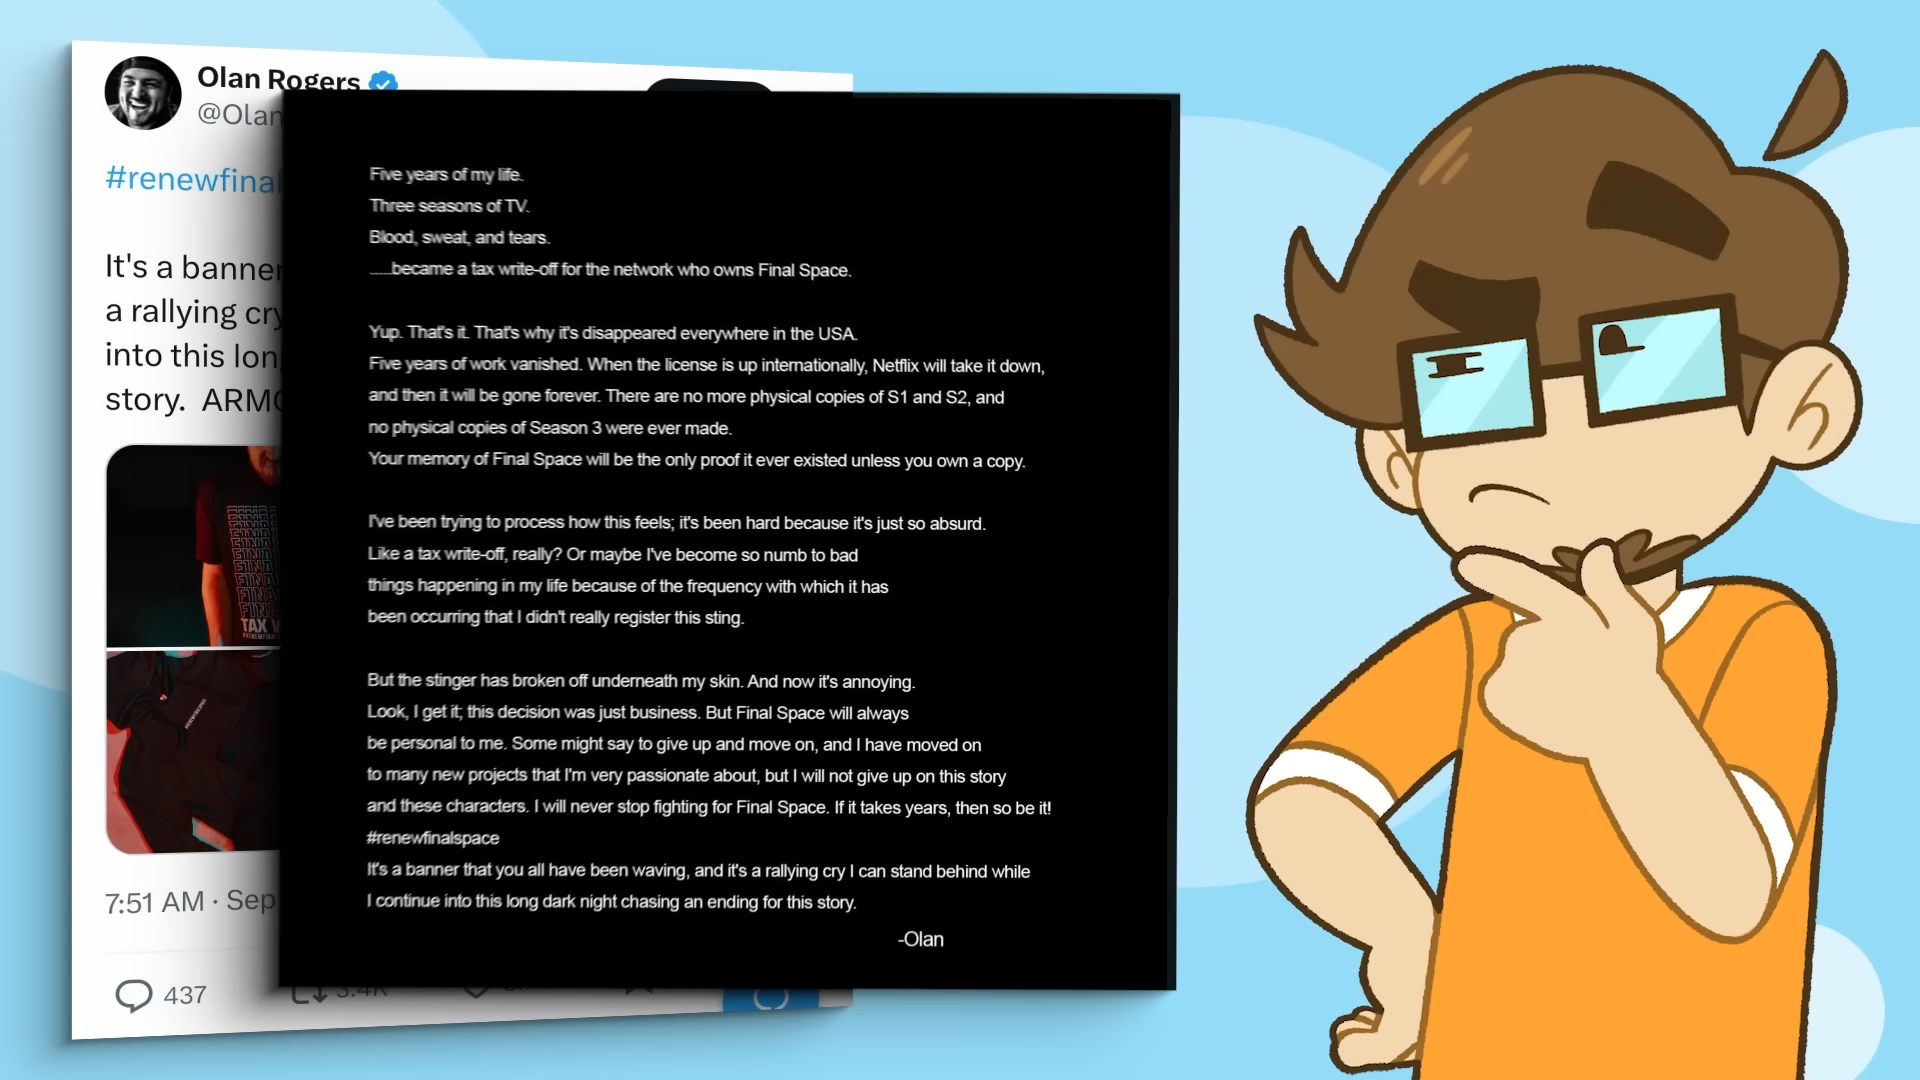 Olan Rogers
@Olan
#renewfinal
It's a banner
a rallying cry
into this lon
story. ARMO
7:51 AM · Sep
437
3.4K
Five years of my life.
Three seasons of TV.
Blood, sweat, and tears.
.....became a tax write-off for the network who owns Final Space.
Yup. That's it. That's why it's disappeared everywhere in the USA.
Five years of work vanished. When the license is up internationally, Netflix will take it down,
and then it will be gone forever. There are no more physical copies of S1 and S2, and
no physical copies of Season 3 were ever made.
Your memory of Final Space will be the only proof it ever existed unless you own a copy.
I've been trying to process how this feels; it's been hard because it's just so absurd.
Like a tax write-off, really? Or maybe I've become so numb to bad
things happening in my life because of the frequency with which it has
been occurring that I didn't really register this sting.
But the stinger has broken off underneath my skin. And now it's annoying.
Look, I get it; this decision was just business. But Final Space will always
be personal to me. Some might say to give up and move on, and I have moved on
to many new projects that I'm very passionate about, but I will not give up on this story
and these characters. I will never stop fighting for Final Space. If it takes years, then so be it!
#renewfinalspace
It's a banner that you all have been waving, and it's a rallying cry I can stand behind while
I continue into this long dark night chasing an ending for this story.
-Olan